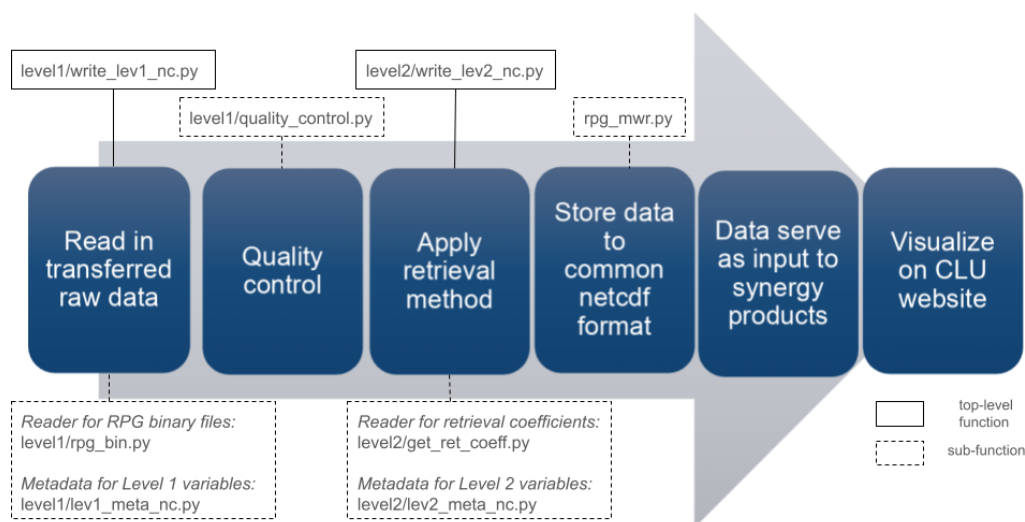 level1/write_lev1_nc.py
level2/write_lev2_nc.py
level1/quality_control.py
rpg_mwr.py
Read in
transferred
raw data
Quality
control
Apply
retrieval
method
Store data
to
common
netcdf
format
Data serve
as input to
synergy
products
Visualize
on CLU
website
Reader for RPG binary files:
level1/rpg_bin.py
Metadata for Level 1 variables:
level1/lev1_meta_nc.py
Reader for retrieval coefficients:
level2/get_ret_coeff.py
Metadata for Level 2 variables:
level2/lev2_meta_nc.py
top-level
function
sub-function